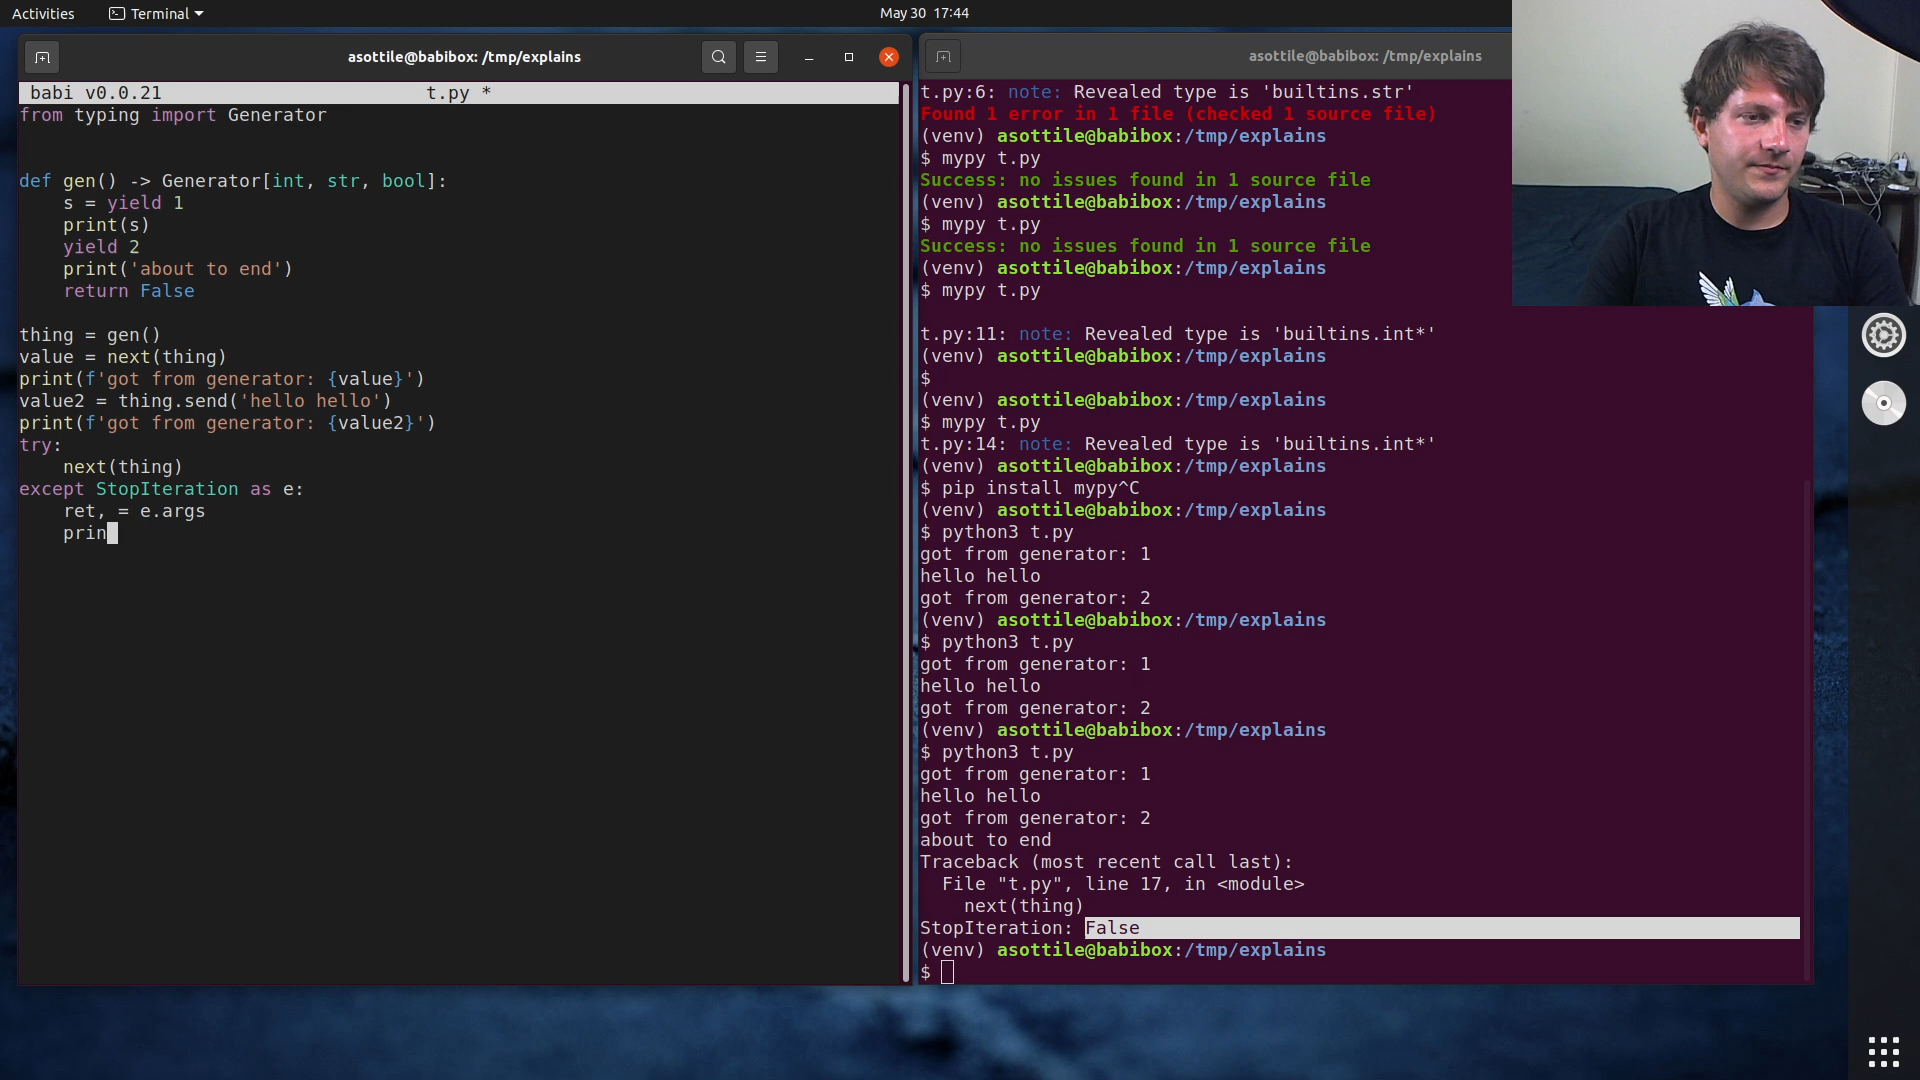 Activities
Terminal
May 30 17:44
asottile@babibox: /tmp/explains
babi v0.0.21 t.py *
from typing import Generator
def gen() -> Generator[int, str, bool]:
    s = yield 1
    print(s)
    yield 2
    print('about to end')
    return False
thing = gen()
value = next(thing)
print(f'got from generator: {value}')
value2 = thing.send('hello hello')
print(f'got from generator: {value2}')
try:
    next(thing)
except StopIteration as e:
    ret, = e.args
    prin
asottile@babibox: /tmp/explains
t.py:6: note: Revealed type is 'builtins.str'
Found 1 error in 1 file (checked 1 source file)
(venv) asottile@babibox:/tmp/explains
$ mypy t.py
Success: no issues found in 1 source file
(venv) asottile@babibox:/tmp/explains
$ mypy t.py
Success: no issues found in 1 source file
(venv) asottile@babibox:/tmp/explains
$ mypy t.py
t.py:11: note: Revealed type is 'builtins.int*'
(venv) asottile@babibox:/tmp/explains
$
(venv) asottile@babibox:/tmp/explains
$ mypy t.py
t.py:14: note: Revealed type is 'builtins.int*'
(venv) asottile@babibox:/tmp/explains
$ pip install mypy^C
(venv) asottile@babibox:/tmp/explains
$ python3 t.py
got from generator: 1
hello hello
got from generator: 2
(venv) asottile@babibox:/tmp/explains
$ python3 t.py
got from generator: 1
hello hello
got from generator: 2
(venv) asottile@babibox:/tmp/explains
$ python3 t.py
got from generator: 1
hello hello
got from generator: 2
about to end
Traceback (most recent call last):
  File "t.py", line 17, in <module>
    next(thing)
StopIteration: False
(venv) asottile@babibox:/tmp/explains
$